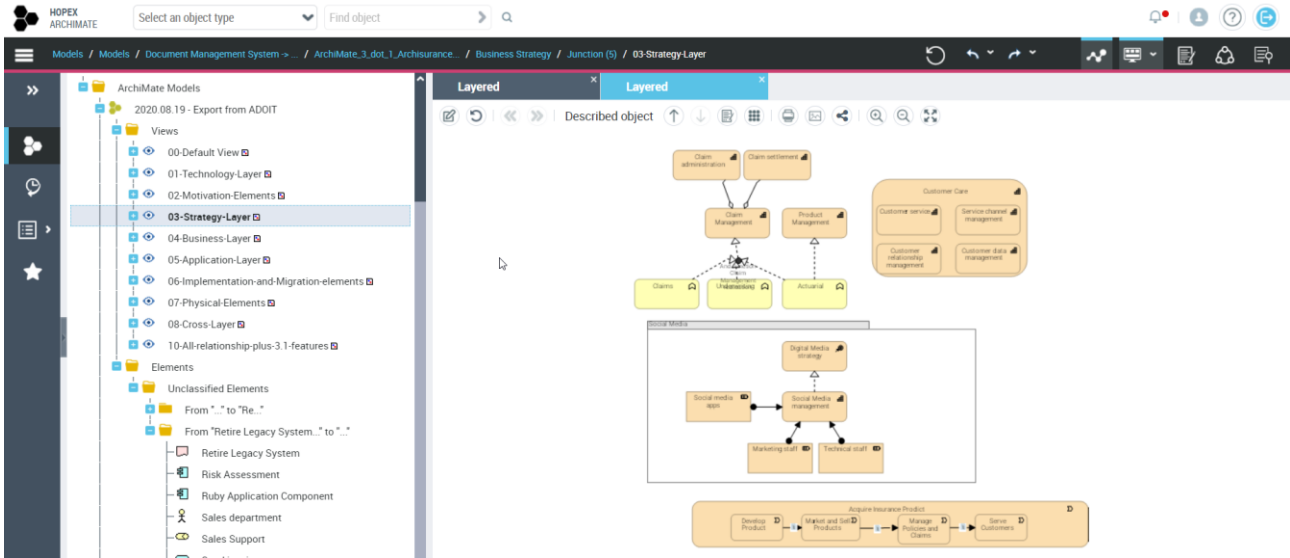 HOPEX
ARCHIMATE
Select an object type
Find object
Models / Models / Document Management System -> ... / ArchiMate_3_dot_1_Archisurance... / Business Strategy / Junction (5) / 03-Strategy-Layer
ArchiMate Models
2020.08.19 - Export from ADOIT
Views
00-Default View
01-Technology-Layer
02-Motivation-Elements
03-Strategy-Layer
04-Business-Layer
05-Application-Layer
06-Implementation-and-Migration-elements
07-Physical-Elements
08-Cross-Layer
10-All-relationship-plus-3.1-features
Elements
Unclassified Elements
From "..." to "Re..."
From "Retire Legacy System..." to "..."
Retire Legacy System
Risk Assessment
Ruby Application Component
Sales department
Sales Support
Layered
Layered
Described object
Claim
administration
Claim settlement
Claim
Management
Product
Management
Customer Care
Customer service
Service channel
management
Customer
relationship
management
Customer data
management
Claim
Management
Claims
Actuarial
Social Media
Digital Media
strategy
Social media
apps
Social Media
management
Marketing staff
Technical staff
Acquire Insurance Prodict
Develop
Product
Market and Sell
Products
Manage
Policies and
Claims
Serve
Customers